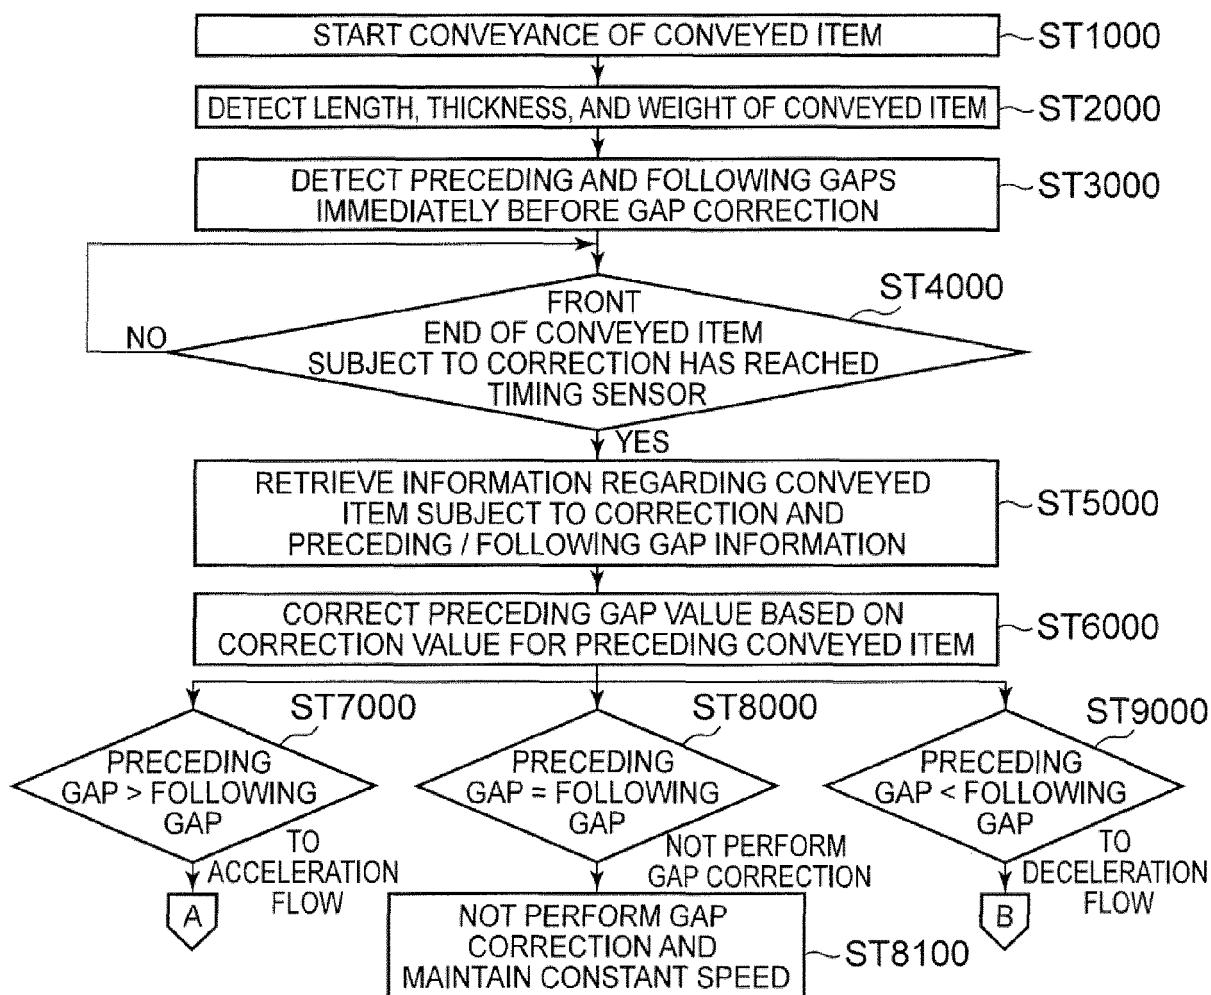 START CONVEYANCE OF CONVEYED ITEM
ST1000
DETECT LENGTH, THICKNESS, AND WEIGHT OF CONVEYED ITEM
ST2000
DETECT PRECEDING AND FOLLOWING GAPS
IMMEDIATELY BEFORE GAP CORRECTION
ST3000
ST4000
FRONT
END OF CONVEYED ITEM
SUBJECT TO CORRECTION HAS REACHED
TIMING SENSOR
NO
YES
RETRIEVE INFORMATION REGARDING CONVEYED
ITEM SUBJECT TO CORRECTION AND
PRECEDING / FOLLOWING GAP INFORMATION
ST5000
CORRECT PRECEDING GAP VALUE BASED ON
CORRECTION VALUE FOR PRECEDING CONVEYED ITEM
ST6000
ST7000
PRECEDING
GAP > FOLLOWING
GAP
TO
ACCELERATION
FLOW
A
ST8000
PRECEDING
GAP = FOLLOWING
GAP
NOT PERFORM
GAP CORRECTION
NOT PERFORM GAP
CORRECTION AND
MAINTAIN CONSTANT SPEED
ST8100
ST9000
PRECEDING
GAP < FOLLOWING
GAP
TO
DECELERATION
FLOW
B